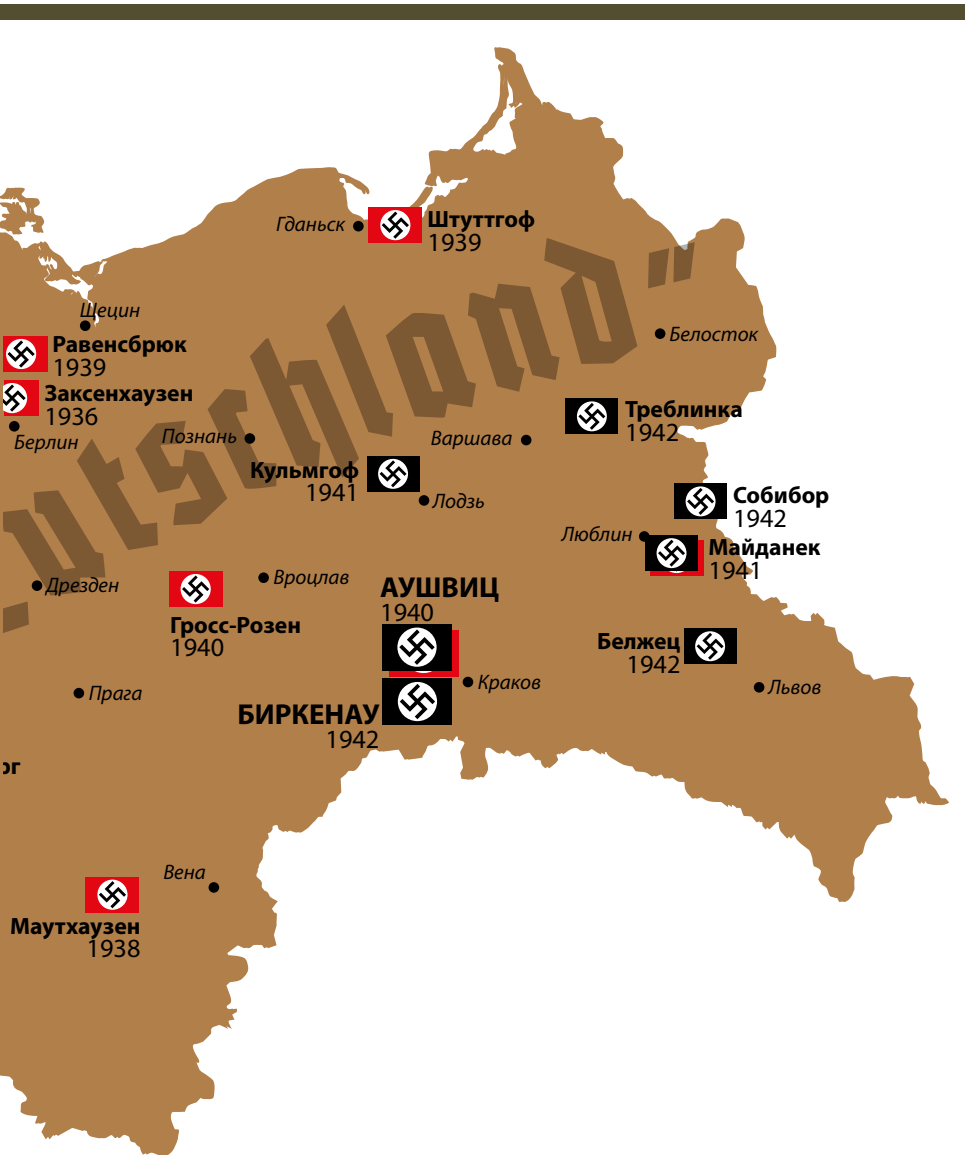 Гданьск
Штуттгоф
1939
Щецин
Равенсбрюк
1939
Белосток
Заксенхаузен
1936
Берлин
Познань
Варшава
Треблинка
1942
Кульмгоф
1941
Лодзь
Собибор
1942
Люблин
Майданек
1941
Дрезден
Вроцлав
АУШВИЦ
1940
Гросс-Розен
1940
Белжец
1942
Краков
Львов
Прага
БИРКЕНАУ
1942
рг
Вена
Маутхаузен
1938
„utschland“